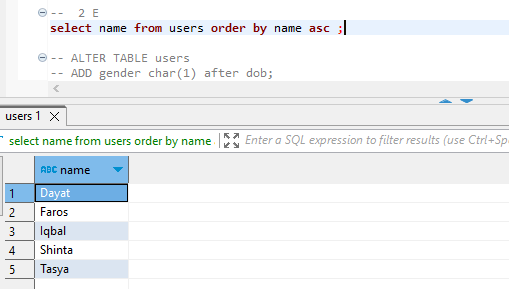 --  2 E
select name from users order by name asc ;
-- ALTER TABLE users
-- ADD gender char(1) after dob;
users 1
select name from users order by name
Enter a SQL expression to filter results (use Ctrl+Sp
ABC name
1 Dayat
2 Faros
3 Iqbal
4 Shinta
5 Tasya